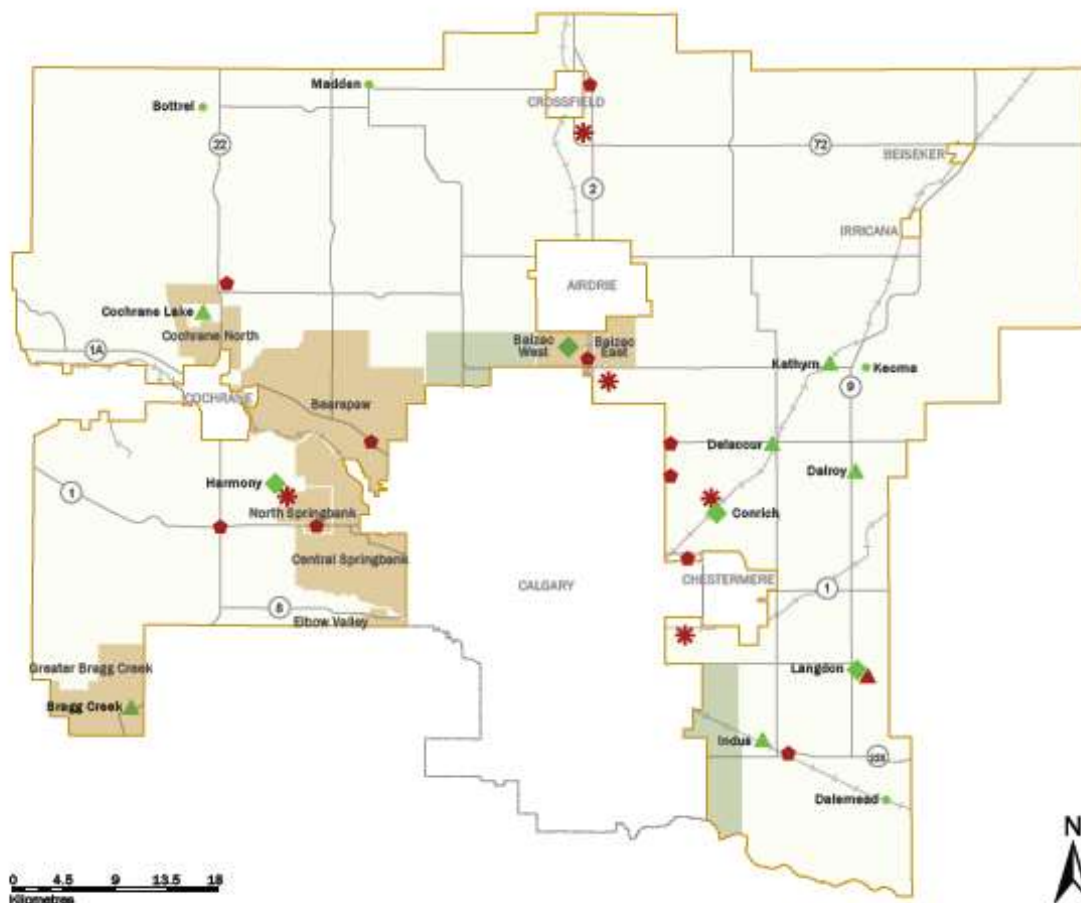 Madden
Bottrel
CROSSFIELD
22
72
BEISEKER
2
IRRICANA
AIRDRIE
Cochrane Lake
Cochrane North
Balzac
West
Balzac
East
1A
Kathyrn
Keoma
9
COCHRANE
Bearspaw
Delacour
Dalroy
Harmony
1
North Springbank
Conrich
Central Springbank
CALGARY
CHESTERMERE
1
8
Elbow Valley
Greater Bragg Creek
Langdon
Bragg Creek
Indus
Dalemead
N
0 4.5 9 13.5 18
Kilometres